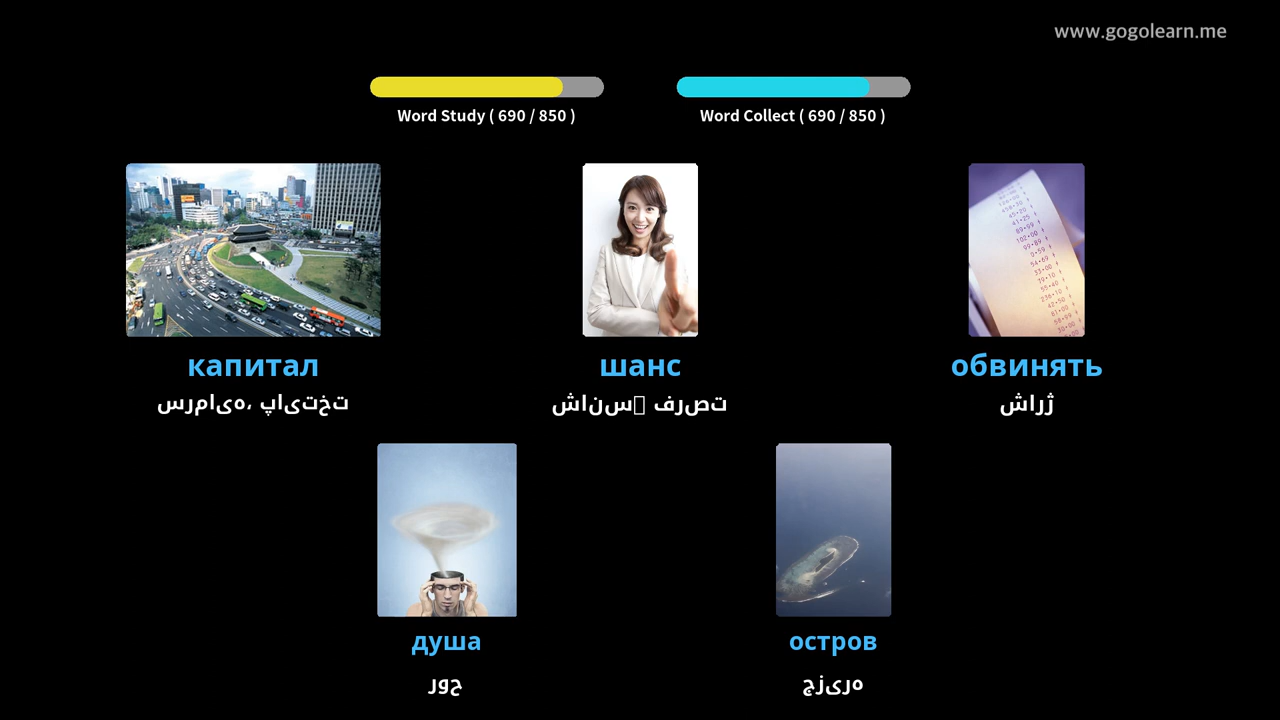 www.gogolearn.me
Word Study ( 690 / 850 )
Word Collect ( 690 / 850 )
капитал
سرمایه، پایتخت
шанс
شانس فرصت
обвинять
شارژ
душа
روح
остров
جزیره